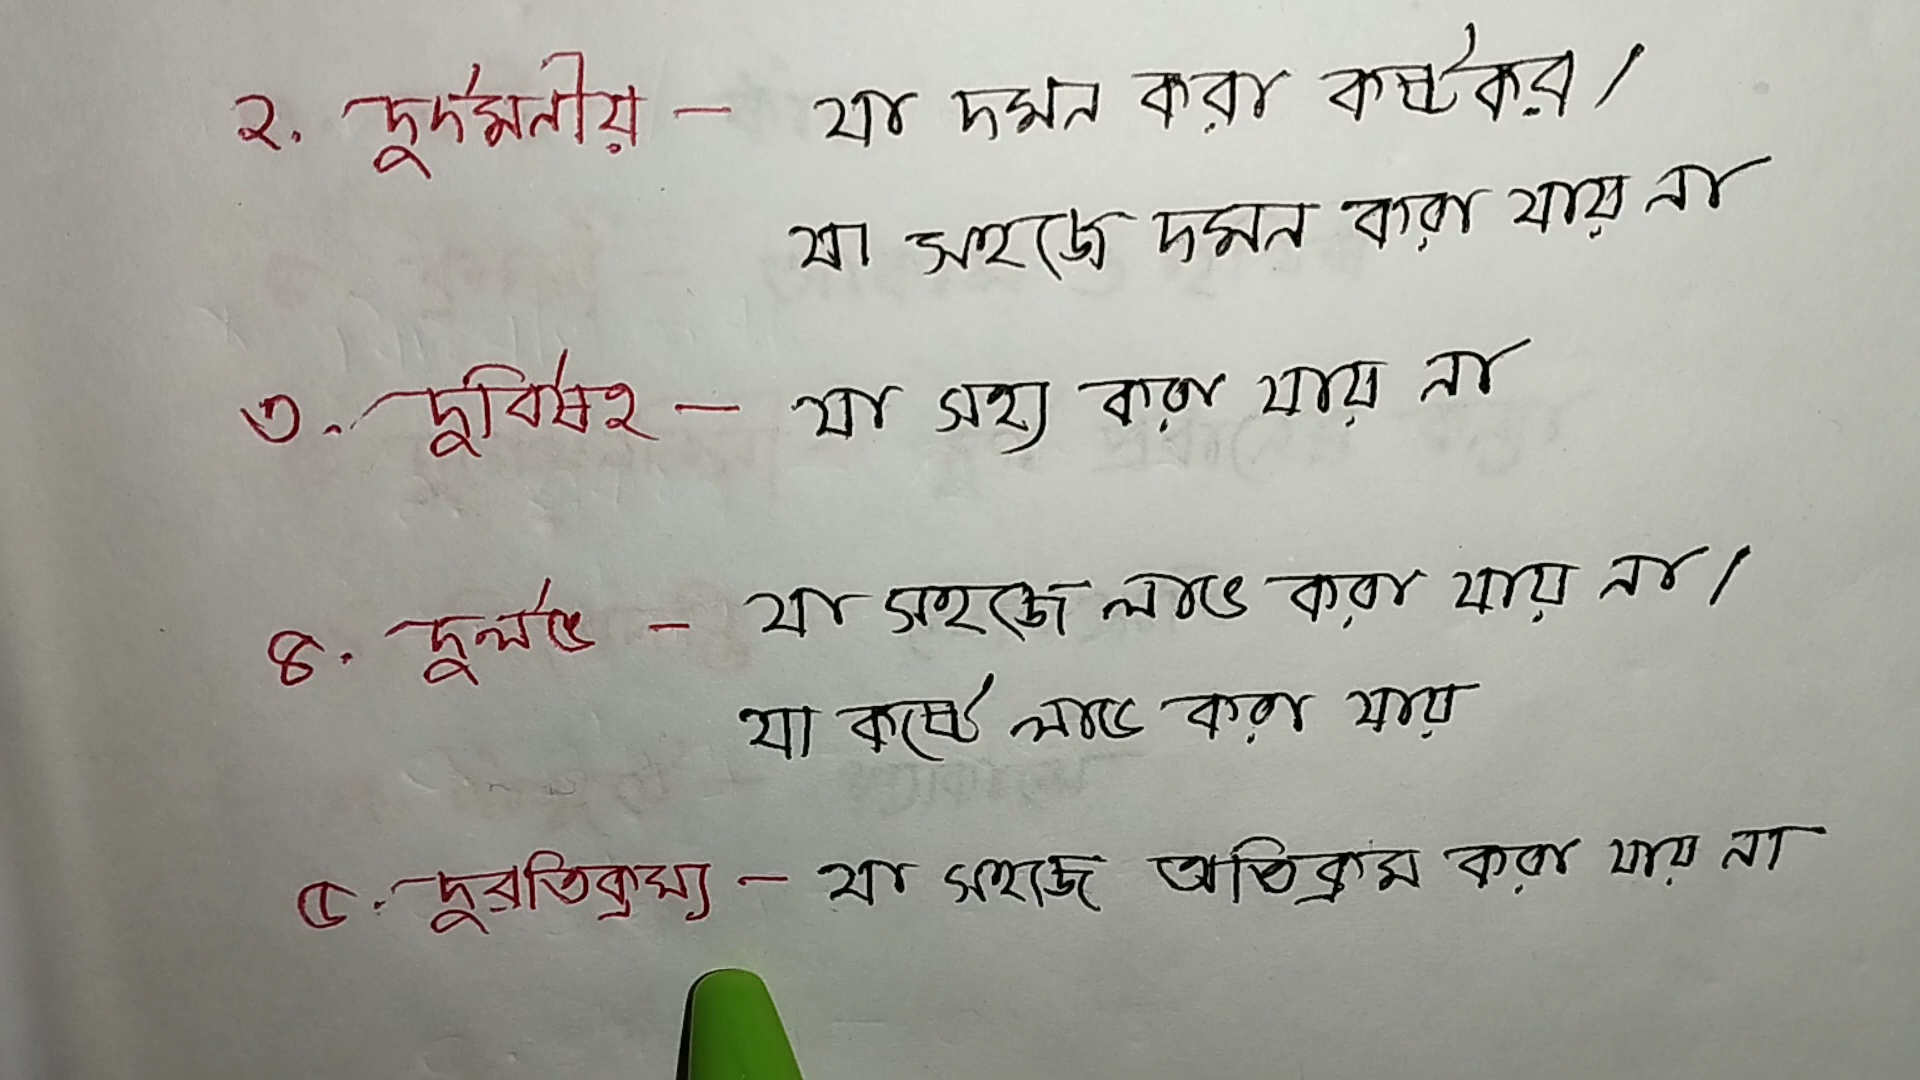 ২. দুর্দমনীয় – যা দমন করা কষ্টকর /
যা সহজে দমন করা যায় না
৩. দুর্বিষহ – যা সহ্য করা যায় না
৪. দুর্লভ – যা সহজে লাভ করা যায় না /
যা কষ্টে লাভ করা যায়
৫. দুরতিক্রম্য – যা সহজে অতিক্রম করা যায় না